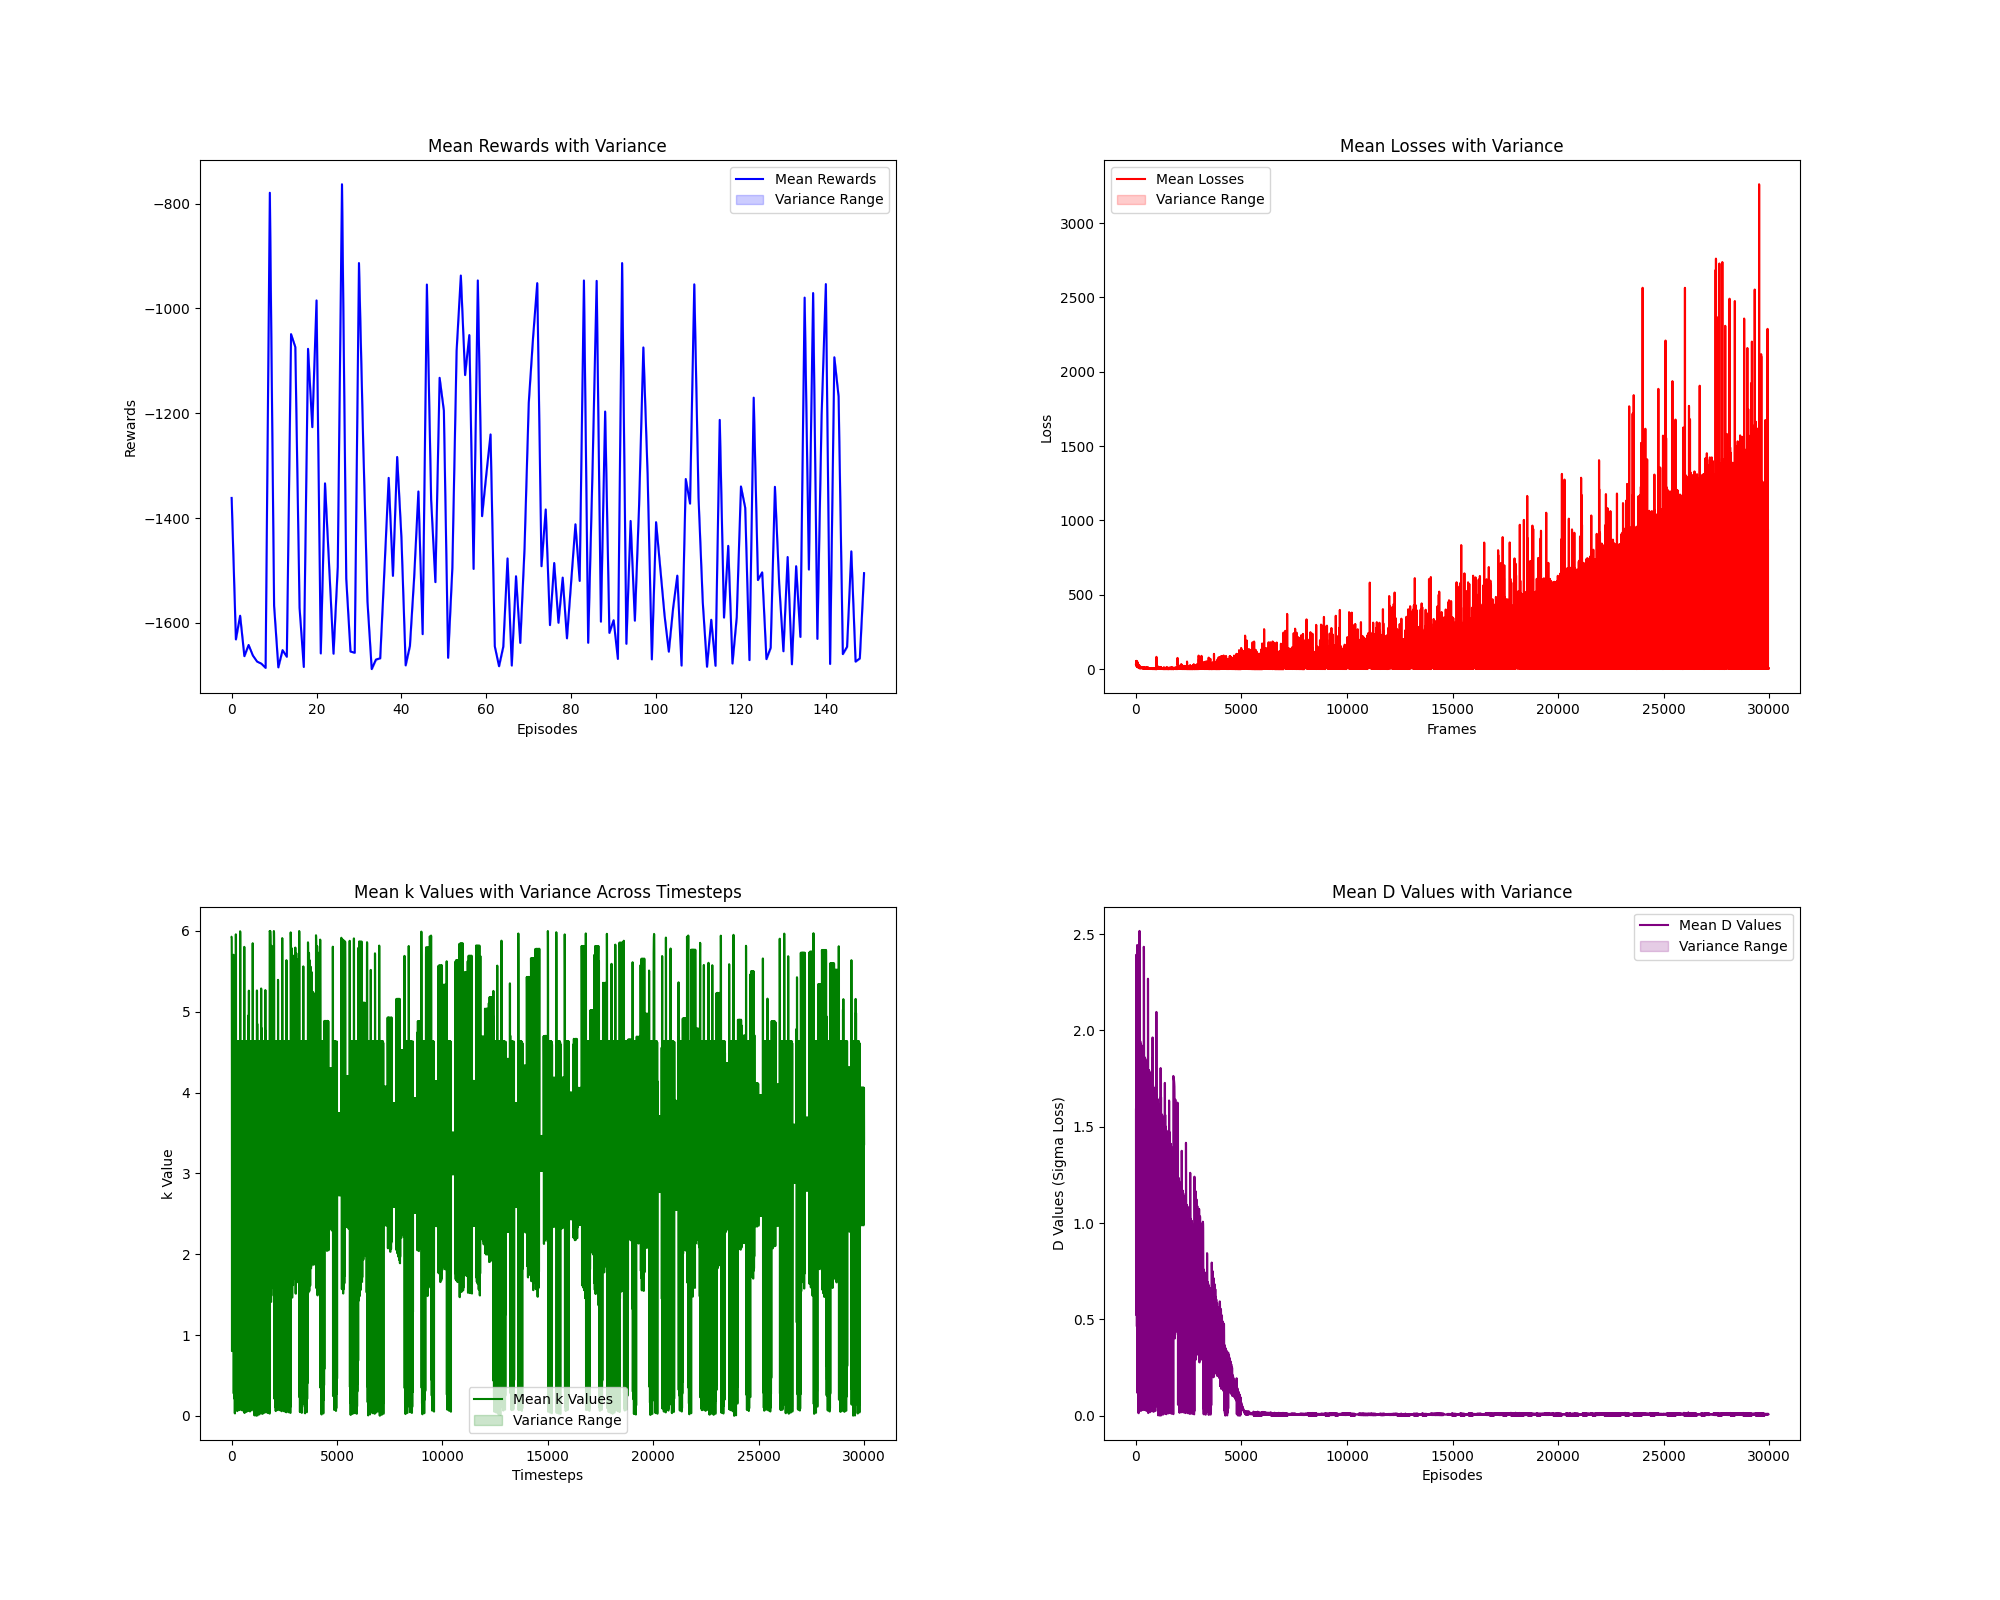 Mean Rewards with Variance
Mean Rewards
Variance Range
−800
−1000
−1200
−1400
−1600
Rewards
0 20 40 60 80 100 120 140
Episodes
Mean Losses with Variance
Mean Losses
Variance Range
3000
2500
2000
1500
1000
500
0
Loss
0 5000 10000 15000 20000 25000 30000
Frames
Mean k Values with Variance Across Timesteps
6
5
4
3
2
1
0
k Value
Mean k Values
Variance Range
0 5000 10000 15000 20000 25000 30000
Timesteps
Mean D Values with Variance
Mean D Values
Variance Range
2.5
2.0
1.5
1.0
0.5
0.0
D Values (Sigma Loss)
0 5000 10000 15000 20000 25000 30000
Episodes